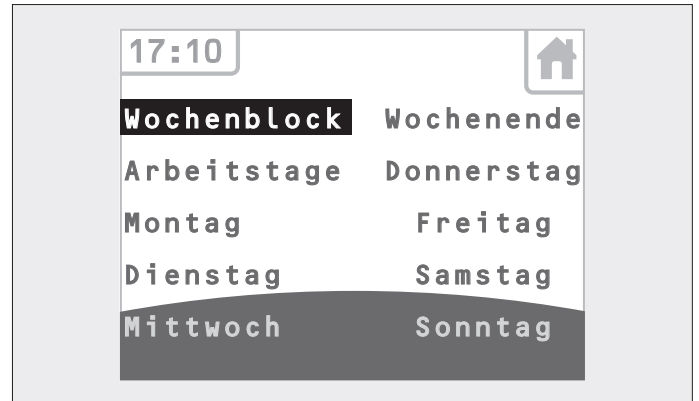 17:10
Wochenblock Wochenende
Arbeitstage Donnerstag
Montag Freitag
Dienstag Samstag
Mittwoch Sonntag